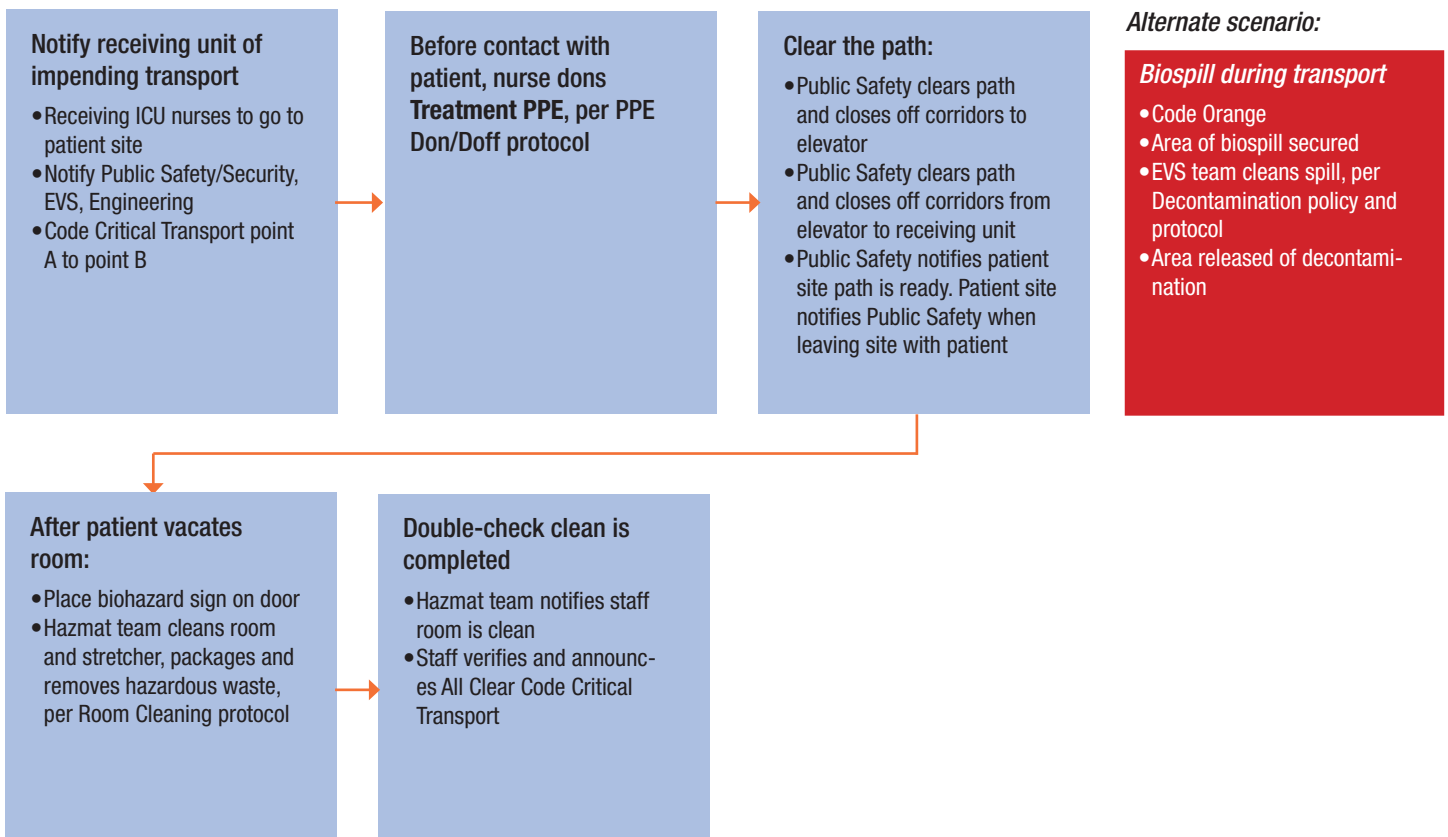 Notify receiving unit of
impending transport
•Receiving ICU nurses to go to
patient site
•Notify Public Safety/Security,
EVS, Engineering
•Code Critical Transport point
A to point B
Before contact with
patient, nurse dons
Treatment PPE, per PPE
Don/Doff protocol
Clear the path:
•Public Safety clears path
and closes off corridors to
elevator
•Public Safety clears path
and closes off corridors from
elevator to receiving unit
•Public Safety notifies patient
site path is ready. Patient site
notifies Public Safety when
leaving site with patient
Alternate scenario:
Biospill during transport
•Code Orange
•Area of biospill secured
•EVS team cleans spill, per
Decontamination policy and
protocol
•Area released of decontami-
nation
After patient vacates
room:
•Place biohazard sign on door
•Hazmat team cleans room
and stretcher, packages and
removes hazardous waste,
per Room Cleaning protocol
Double-check clean is
completed
•Hazmat team notifies staff
room is clean
•Staff verifies and announc-
es All Clear Code Critical
Transport